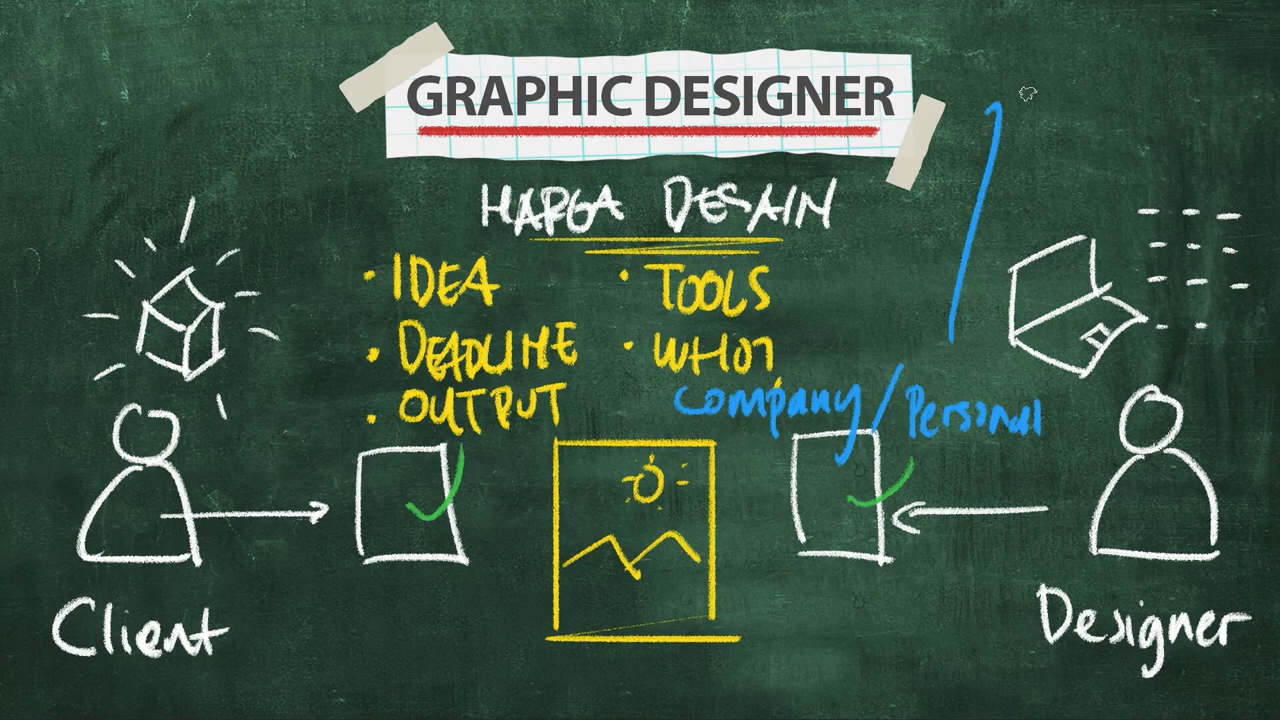 GRAPHIC DESIGNER
HARGA DESAIN
• IDEA
• TOOLS
• DEADLINE
• WHO?
• OUTPUT
Company/Personal
Client
Designer